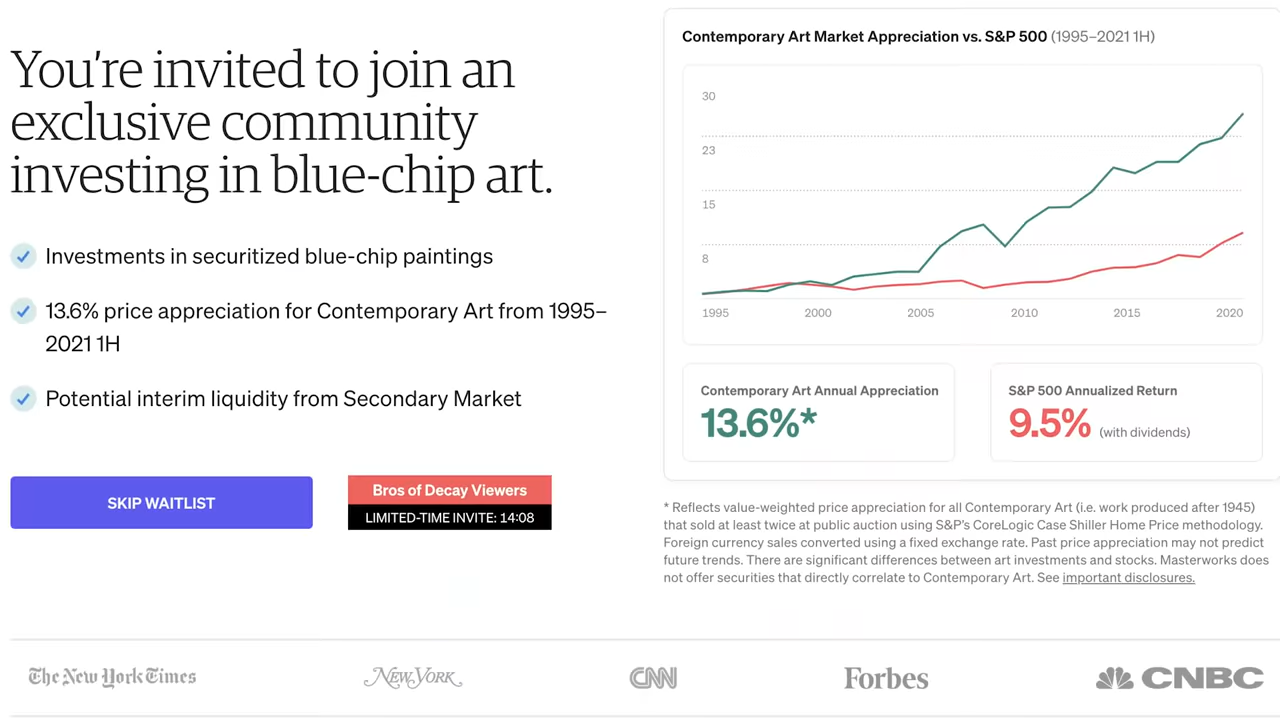 You're invited to join an
exclusive community
investing in blue-chip art.
Investments in securitized blue-chip paintings
13.6% price appreciation for Contemporary Art from 1995–
2021 1H
Potential interim liquidity from Secondary Market
SKIP WAITLIST
Bros of Decay Viewers
LIMITED-TIME INVITE: 14:08
Contemporary Art Market Appreciation vs. S&P 500 (1995–2021 1H)
30
23
15
8
1995 2000 2005 2010 2015 2020
Contemporary Art Annual Appreciation
13.6%*
S&P 500 Annualized Return
9.5% (with dividends)
* Reflects value-weighted price appreciation for all Contemporary Art (i.e. work produced after 1945)
that sold at least twice at public auction using S&P's CoreLogic Case Shiller Home Price methodology.
Foreign currency sales converted using a fixed exchange rate. Past price appreciation may not predict
future trends. There are significant differences between art investments and stocks. Masterworks does
not offer securities that directly correlate to Contemporary Art. See important disclosures.
The New York Times NEW YORK CNN Forbes CNBC